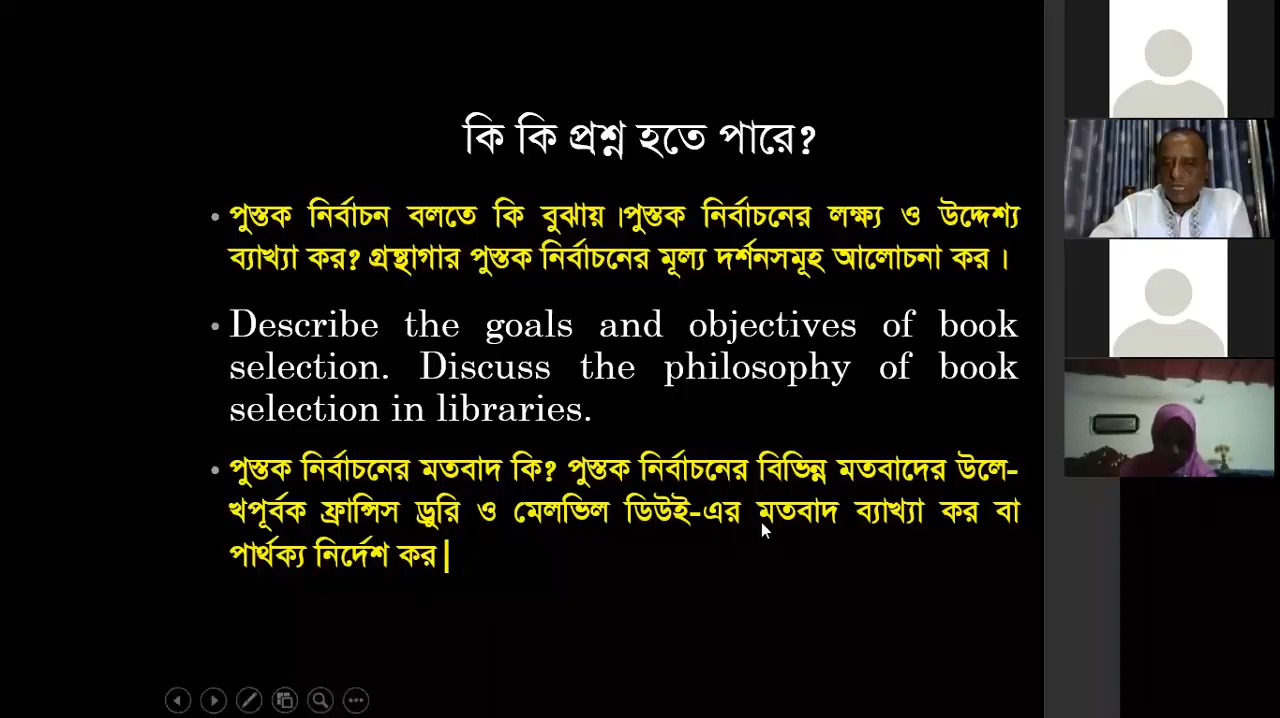 কি কি প্রশ্ন হতে পারে?
• পুস্তক নির্বাচন বলতে কি বুঝায়।পুস্তক নির্বাচনের লক্ষ্য ও উদ্দেশ্য
ব্যাখ্যা কর? গ্রন্থাগার পুস্তক নির্বাচনের মূল্য দর্শনসমূহ আলোচনা কর।
• Describe the goals and objectives of book
selection. Discuss the philosophy of book
selection in libraries.
• পুস্তক নির্বাচনের মতবাদ কি? পুস্তক নির্বাচনের বিভিন্ন মতবাদের উলে-
খপূর্বক ফ্রান্সিস ড্রুরি ও মেলভিল ডিউই-এর মতবাদ ব্যাখ্যা কর বা
পার্থক্য নির্দেশ কর|